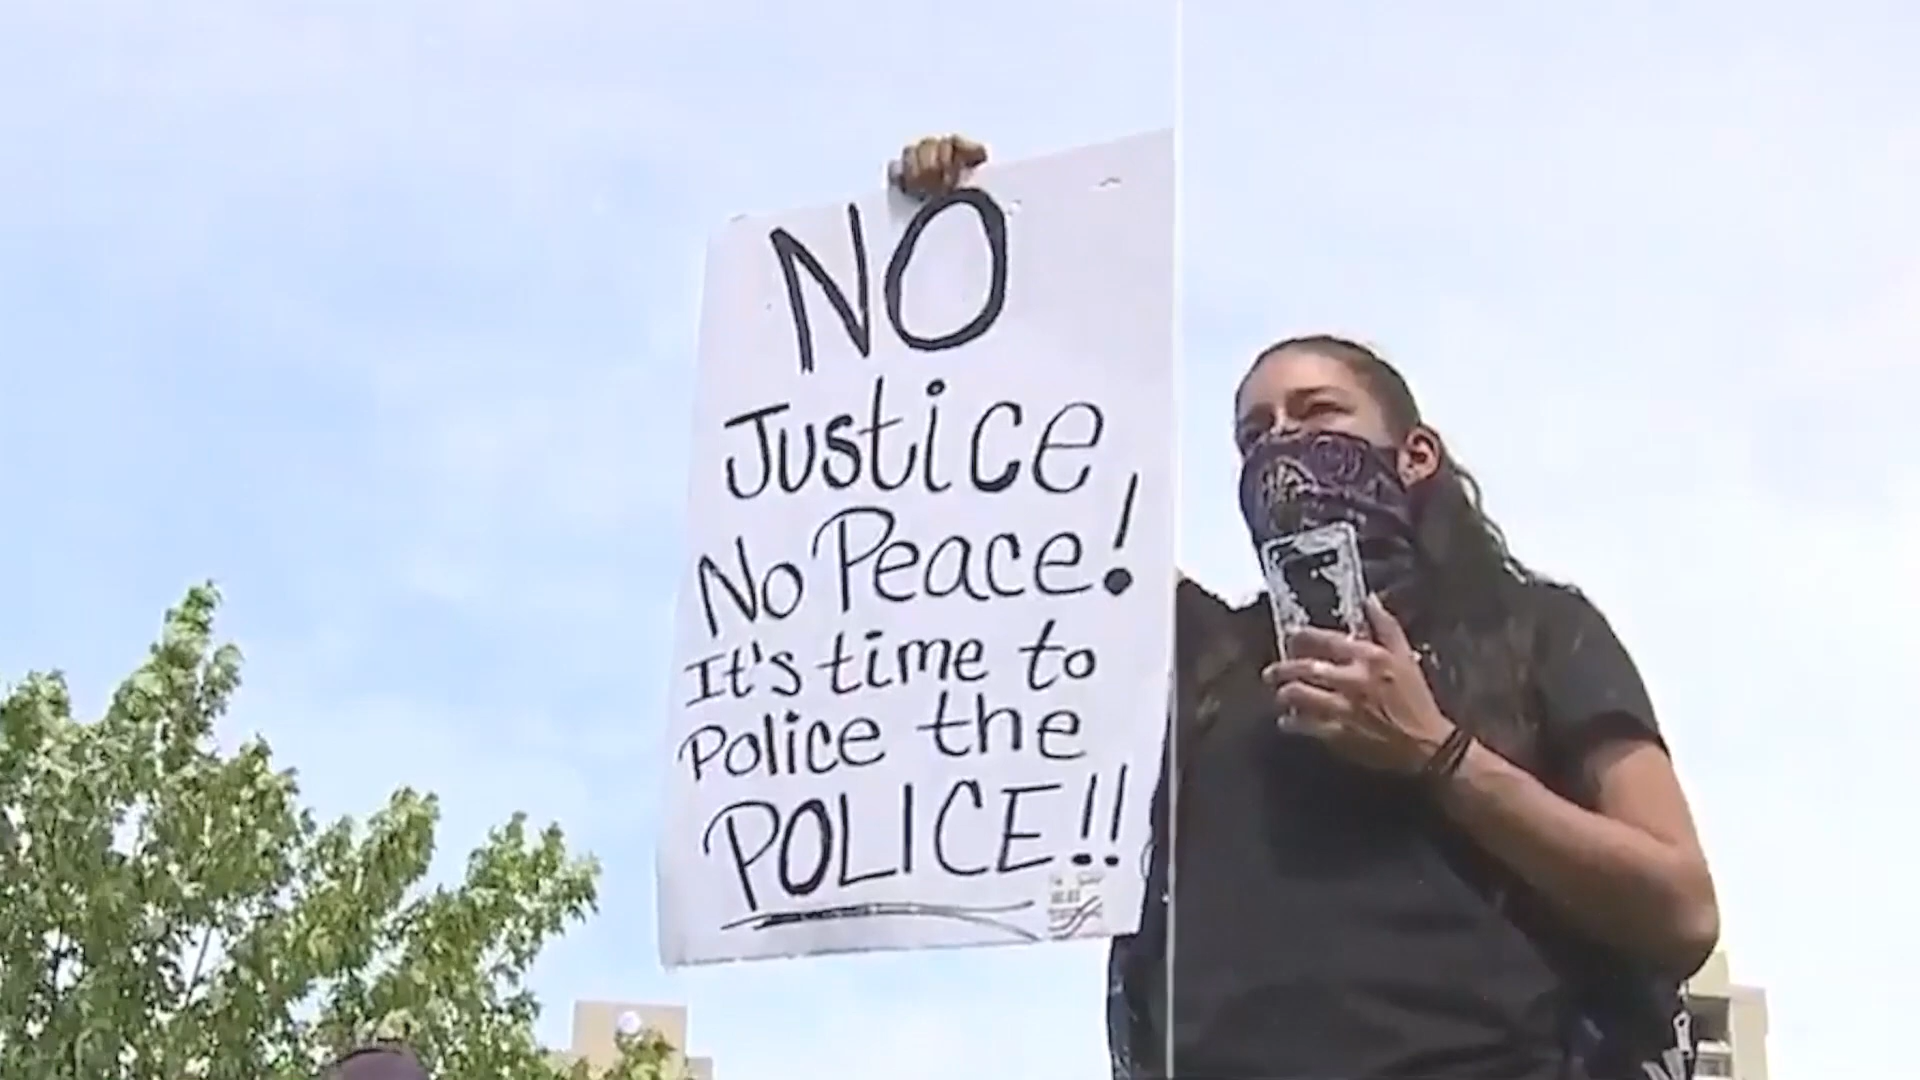 NO
Justice,
No Peace!
It's time to
Police the
POLICE!!